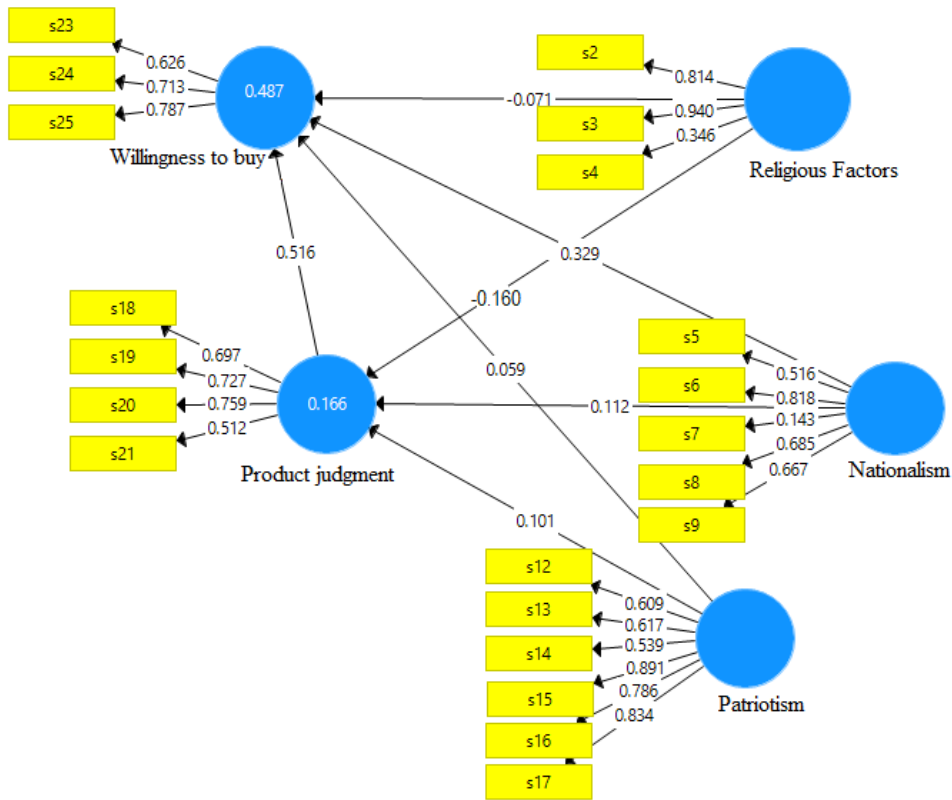 s23
s24
s25
0.626
0.713
0.787
0.487
Willingness to buy
s2
s3
s4
0.814
0.940
0.346
-0.071
Religious Factors
0.516
0.329
-0.160
0.059
s18
s19
s20
s21
0.697
0.727
0.759
0.512
0.166
Product judgment
0.112
0.101
s5
s6
s7
s8
s9
0.516
0.818
0.143
0.685
0.667
Nationalism
s12
s13
s14
s15
s16
s17
0.609
0.617
0.539
0.891
0.786
0.834
Patriotism